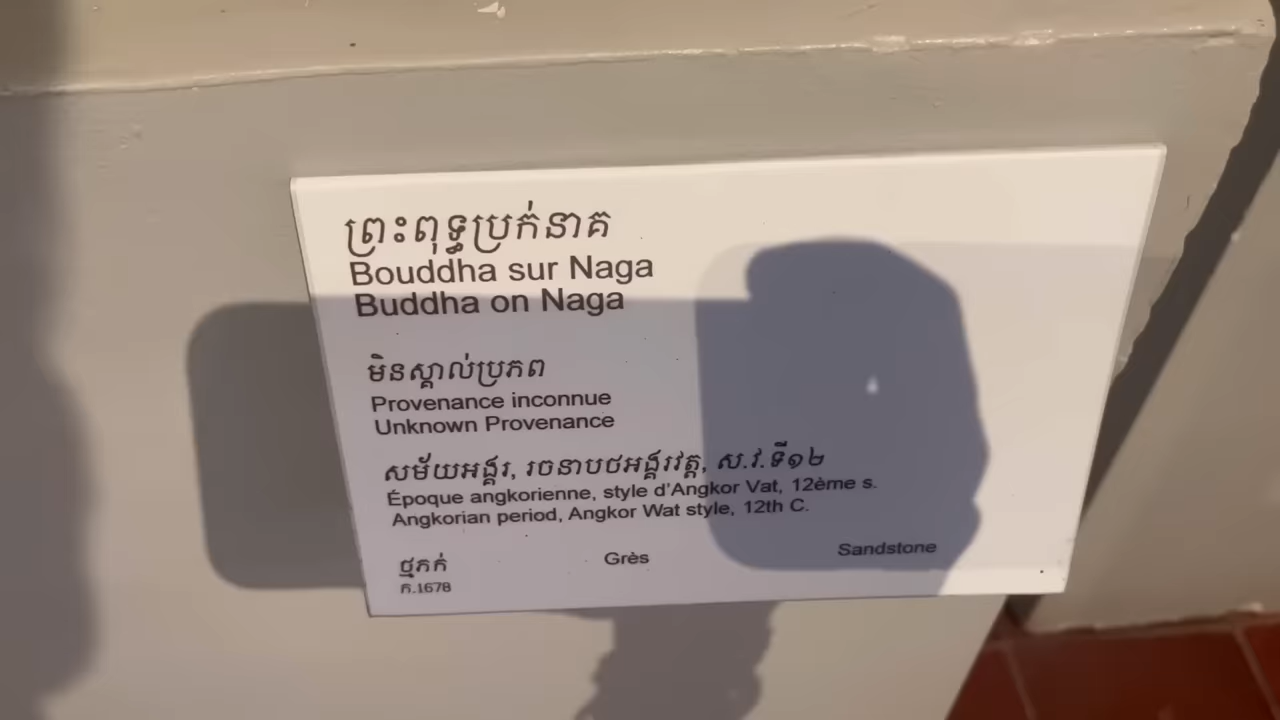 ព្រះពុទ្ធប្រក់នាគ
Bouddha sur Naga
Buddha on Naga
មិនស្គាល់ប្រភព
Provenance inconnue
Unknown Provenance
សម័យអង្គរ, រចនាបថអង្គរវត្ត, ស.វ.ទី១២
Époque angkorienne, style d'Angkor Vat, 12ème s.
Angkorian period, Angkor Wat style, 12th C.
ថ្មភក់ Grès Sandstone
ក.1678